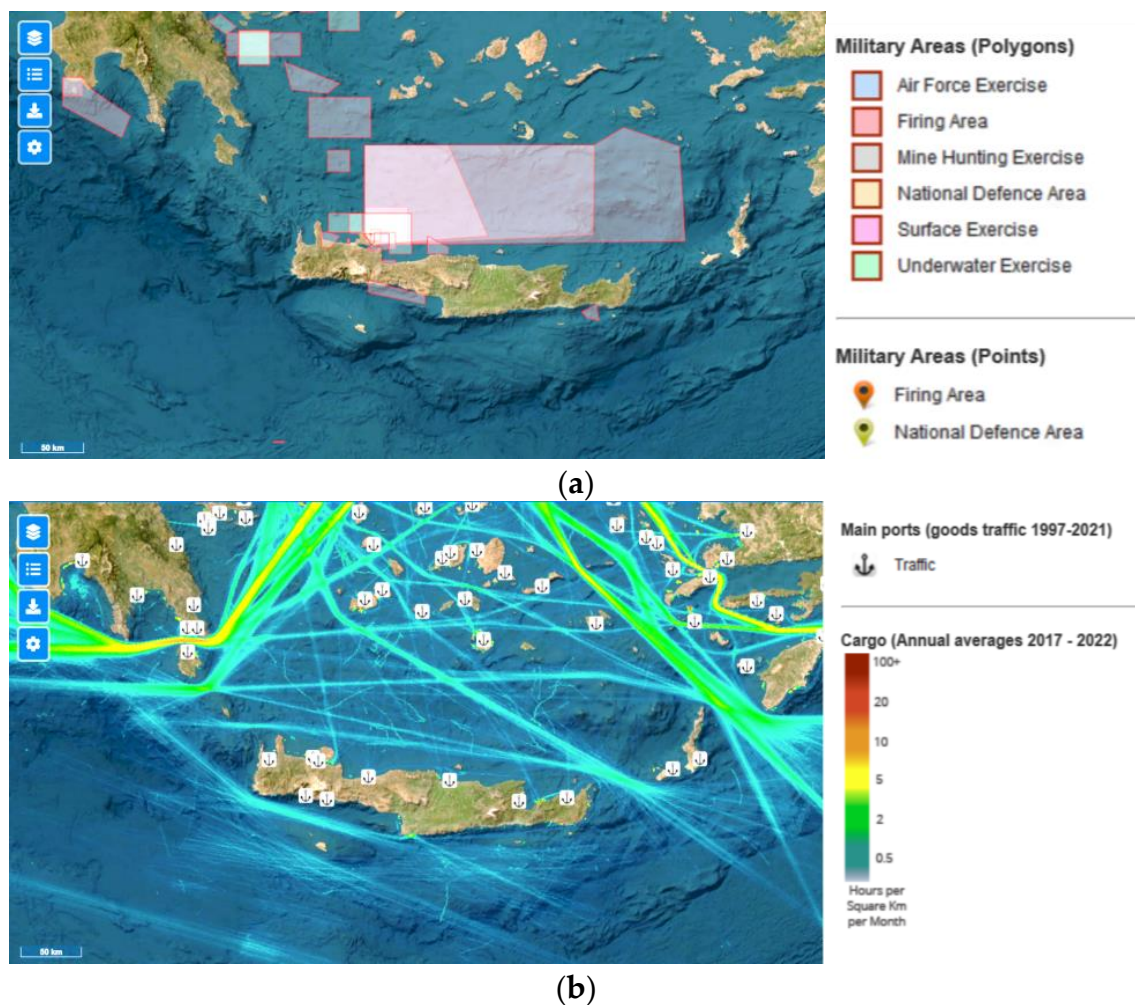 Military Areas (Polygons)
Air Force Exercise
Firing Area
Mine Hunting Exercise
National Defence Area
Surface Exercise
Underwater Exercise
Military Areas (Points)
Firing Area
National Defence Area
50 km
(a)
Main ports (goods traffic 1997-2021)
Traffic
Cargo (Annual averages 2017 - 2022)
100+
20
10
5
2
0.5
Hours per
Square Km
per Month
50 km
(b)